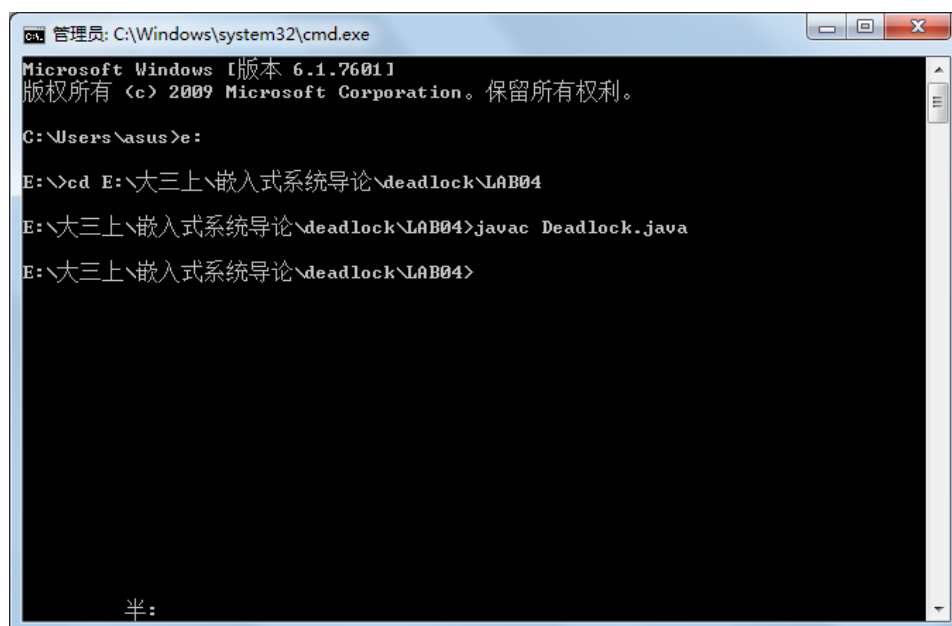 管理员: C:\Windows\system32\cmd.exe
Microsoft Windows [版本 6.1.7601]
版权所有 (c) 2009 Microsoft Corporation。保留所有权利。
C:\Users\asus>e:
E:\>cd E:\大三上\嵌入式系统导论\deadlock\LAB04
E:\大三上\嵌入式系统导论\deadlock\LAB04>javac Deadlock.java
E:\大三上\嵌入式系统导论\deadlock\LAB04>
半: